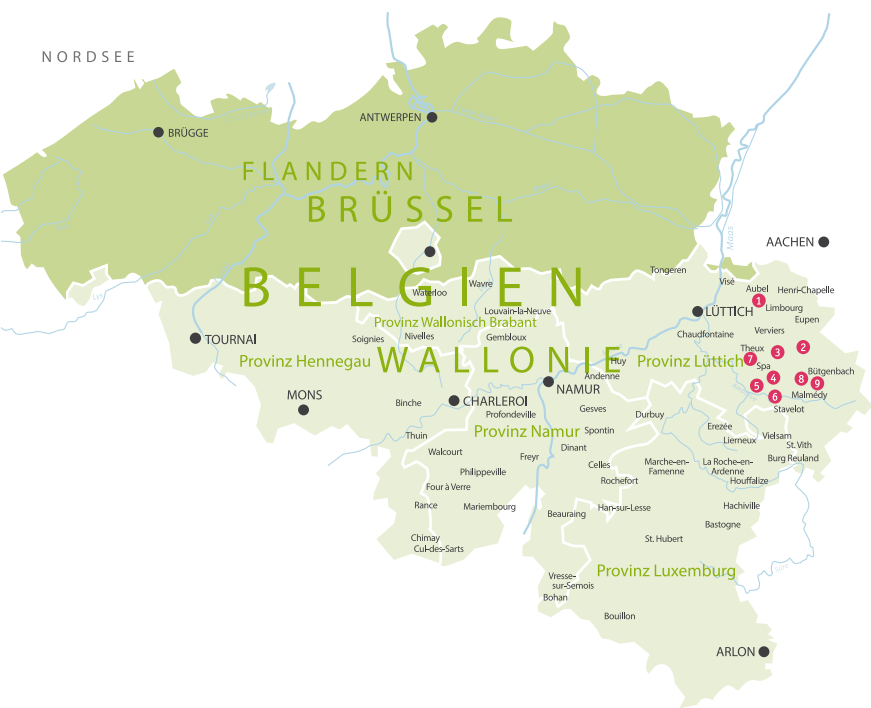 NORDSEE
ANTWERPEN
BRÜGGE
FLANDERN
BRÜSSEL
Maas
AACHEN
Tongeren
BELGIEN
Lys
Waterloo
Wavre
Visé
Aubel
Henri-Chapelle
1
Limbourg
LÜTTICH
Eupen
Louvain-la-Neuve
Provinz Wallonisch Brabant
Verviers
Chaudfontaine
TOURNAI
Soignies
Nivelles
Gembloux
Theux
2
3
Provinz Hennegau
WALLONIE
Huy
Provinz Lüttich
7
Spa
Andenne
Bütgenbach
4
8
9
5
NAMUR
MONS
6
Malmédy
Binche
CHARLEROI
Stavelot
Profondeville
Gesves
Durbuy
Erezée
Thuin
Provinz Namur
Spontin
Vielsam
Lierneux
St. Vith
Walcourt
Dinant
Freyr
Burg Reuland
Celles
Marche-en-
Famenne
La Roche-en-
Ardenne
Philippeville
Rochefort
Houffalize
Four à Verre
Rance
Mariembourg
Han-sur-Lesse
Hachiville
Beauraing
Bastogne
Chimay
St. Hubert
Cul-des-Sarts
Provinz Luxemburg
Sûre
Vresse-
sur-Semois
Bohan
Bouillon
ARLON